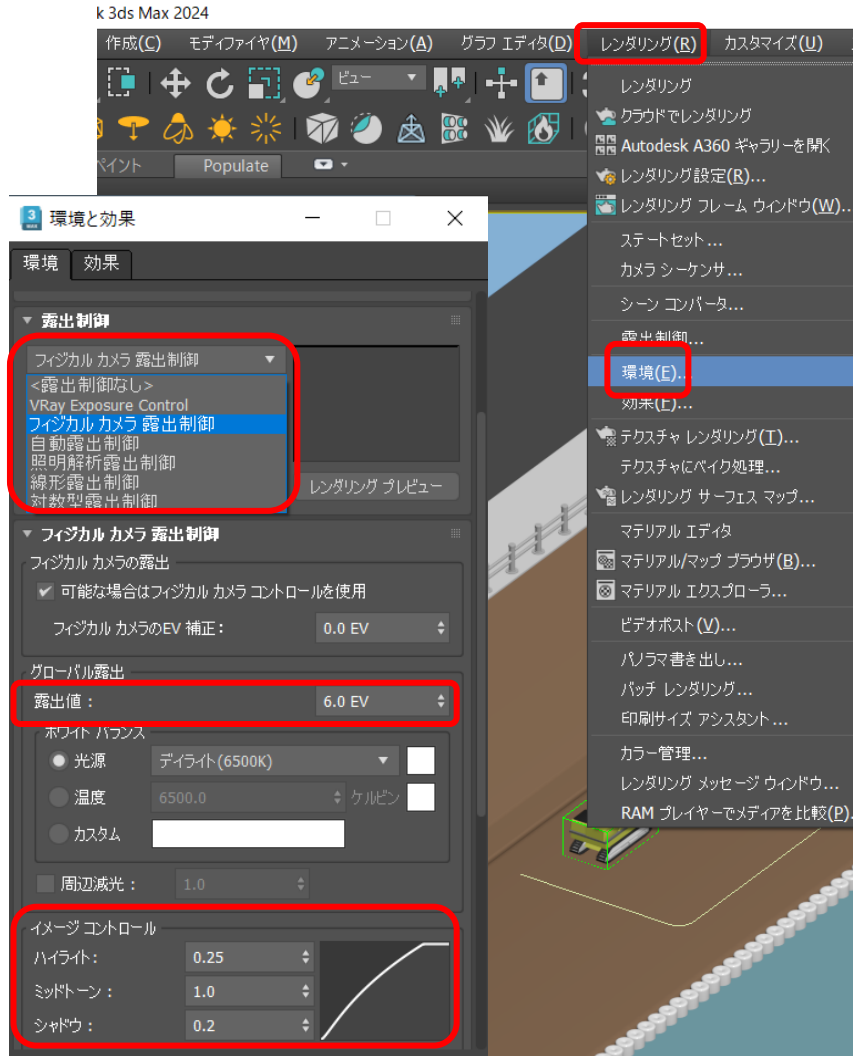 k 3ds Max 2024
作成(C) モディファイヤ(M) アニメーション(A) グラフ エディタ(D) レンダリング(R) カスタマイズ(U)
ビュー
ペイント Populate
レンダリング
クラウドでレンダリング
Autodesk A360 ギャラリーを開く
レンダリング設定(R)...
レンダリング フレーム ウィンドウ(W)...
ステートセット...
カメラ シーケンサ...
シーン コンバータ...
露出制御...
環境(E)...
効果(F)...
テクスチャ レンダリング(T)...
テクスチャにベイク処理...
レンダリング サーフェス マップ...
マテリアル エディタ
マテリアル/マップ ブラウザ(B)...
マテリアル エクスプローラ...
ビデオポスト(V)...
パノラマ書き出し...
バッチ レンダリング...
印刷サイズ アシスタント...
カラー管理...
レンダリング メッセージ ウィンドウ...
RAM プレイヤーでメディアを比較(P).
3
MAX
環境と効果
環境 効果
露出制御
フィジカル カメラ 露出制御
<露出制御なし>
VRay Exposure Control
フィジカル カメラ 露出制御
自動露出制御
照明解析露出制御
線形露出制御
対数型露出制御
レンダリング プレビュー
フィジカル カメラ 露出制御
フィジカル カメラの露出
可能な場合はフィジカル カメラ コントロールを使用
フィジカル カメラのEV 補正： 0.0 EV
グローバル露出
露出値： 6.0 EV
ホワイト バランス
光源 デイライト(6500K)
温度 6500.0 ケルビン
カスタム
周辺減光： 1.0
イメージ コントロール
ハイライト： 0.25
ミッドトーン： 1.0
シャドウ： 0.2